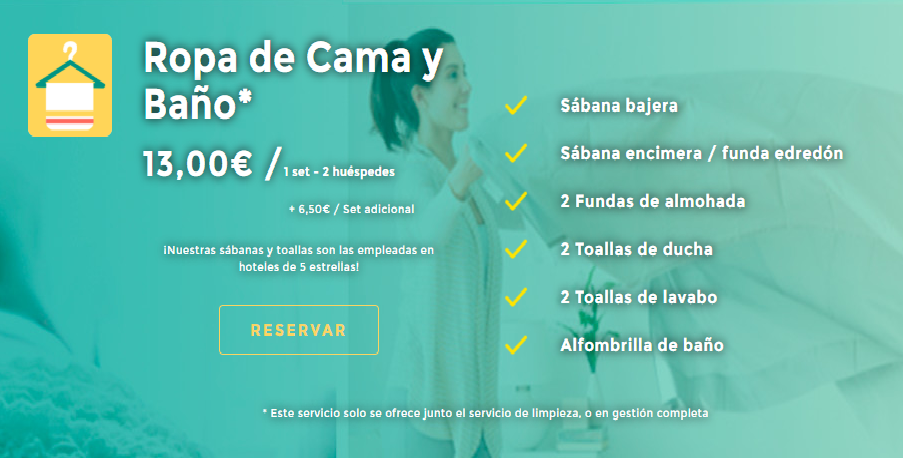 Ropa de Cama y
Baño*
13,00€ / 1 set - 2 huéspedes
+ 6,50€ / Set adicional
¡Nuestras sábanas y toallas son las empleadas en
hoteles de 5 estrellas!
RESERVAR
Sábana bajera
Sábana encimera / funda edredón
2 Fundas de almohada
2 Toallas de ducha
2 Toallas de lavabo
Alfombrilla de baño
* Este servicio solo se ofrece junto el servicio de limpieza, o en gestión completa